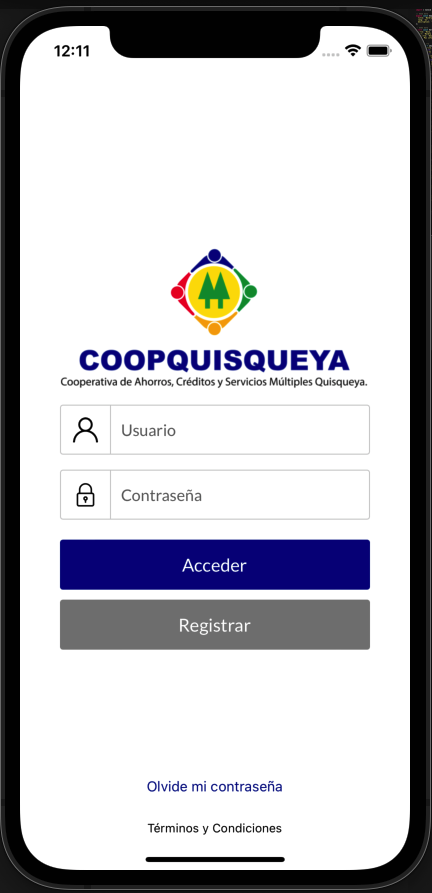 12:11
COOPQUISQUEYA
Cooperativa de Ahorros, Créditos y Servicios Múltiples Quisqueya.
Usuario
Contraseña
Acceder
Registrar
Olvide mi contraseña
Términos y Condiciones